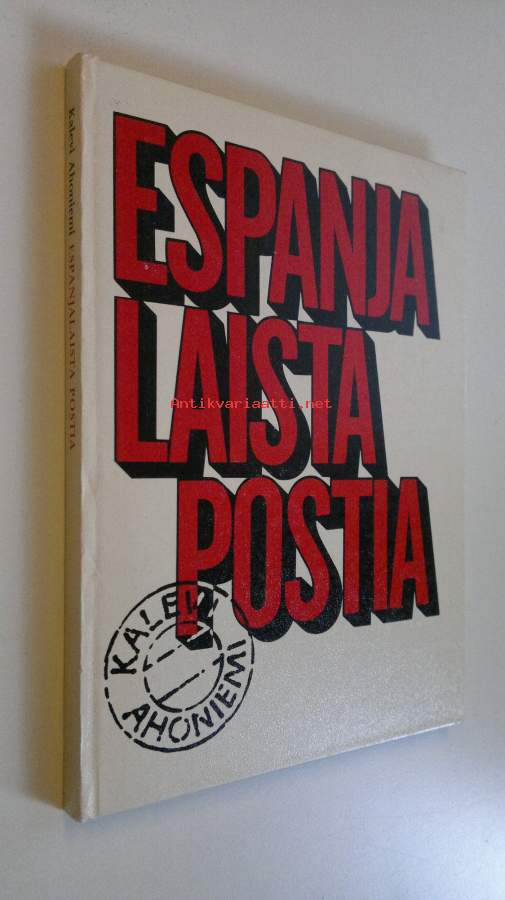 Kalevi Ahoniemi ESPANJALAISTA POSTIA
ESPANJA
LAISTA
POSTIA
KALEVI
AHONIEMI
Antikvariaatti.net